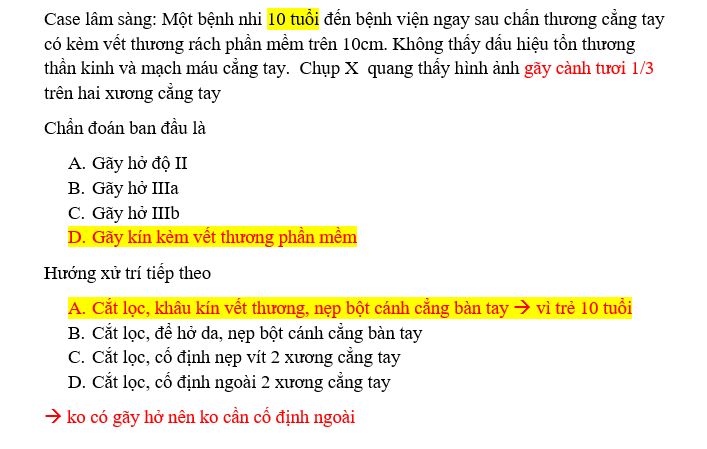 Case lâm sàng: Một bệnh nhi 10 tuổi đến bệnh viện ngay sau chấn thương cẳng tay
có kèm vết thương rách phần mềm trên 10cm. Không thấy dấu hiệu tổn thương
thần kinh và mạch máu cẳng tay.  Chụp X  quang thấy hình ảnh gãy cành tươi 1/3
trên hai xương cẳng tay
Chẩn đoán ban đầu là
A. Gãy hở độ II
B. Gãy hở IIIa
C. Gãy hở IIIb
D. Gãy kín kèm vết thương phần mềm
Hướng xử trí tiếp theo
A. Cắt lọc, khâu kín vết thương, nẹp bột cánh cẳng bàn tay → vì trẻ 10 tuổi
B. Cắt lọc, để hở da, nẹp bột cánh cẳng bàn tay
C. Cắt lọc, cố định nẹp vít 2 xương cẳng tay
D. Cắt lọc, cố định ngoài 2 xương cẳng tay
→ ko có gãy hở nên ko cần cố định ngoài